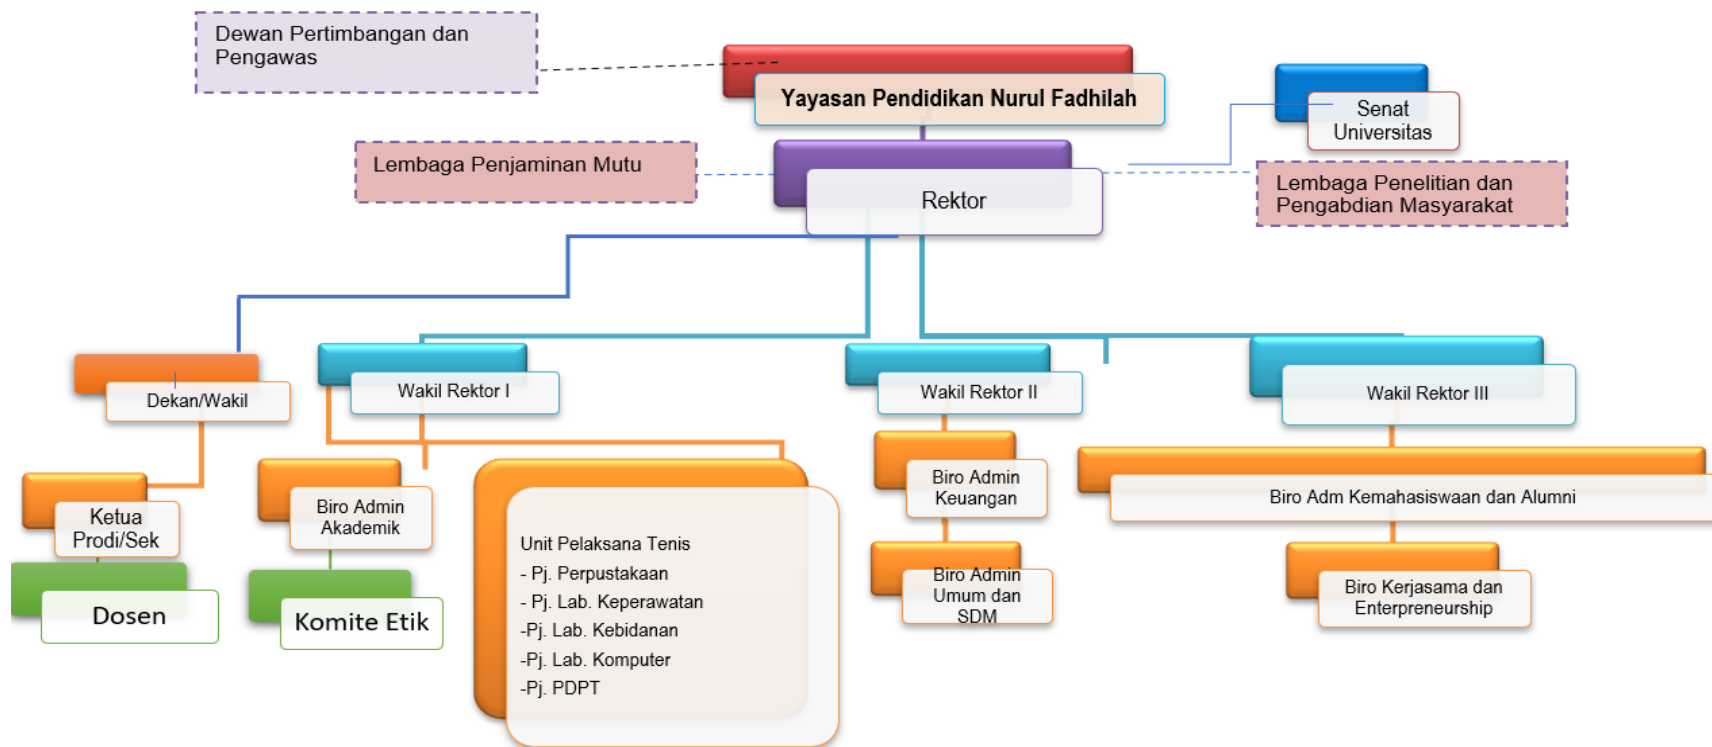 Dewan Pertimbangan dan
Pengawas
Yayasan Pendidikan Nurul Fadhilah
Senat
Universitas
Lembaga Penjaminan Mutu
Rektor
Lembaga Penelitian dan
Pengabdian Masyarakat
Dekan/Wakil
Wakil Rektor I
Wakil Rektor II
Wakil Rektor III
Ketua
Prodi/Sek
Biro Admin
Akademik
Unit Pelaksana Tenis
- Pj. Perpustakaan
- Pj. Lab. Keperawatan
-Pj. Lab. Kebidanan
-Pj. Lab. Komputer
-Pj. PDPT
Biro Admin
Keuangan
Biro Adm Kemahasiswaan dan Alumni
Dosen
Komite Etik
Biro Admin
Umum dan
SDM
Biro Kerjasama dan
Enterpreneurship